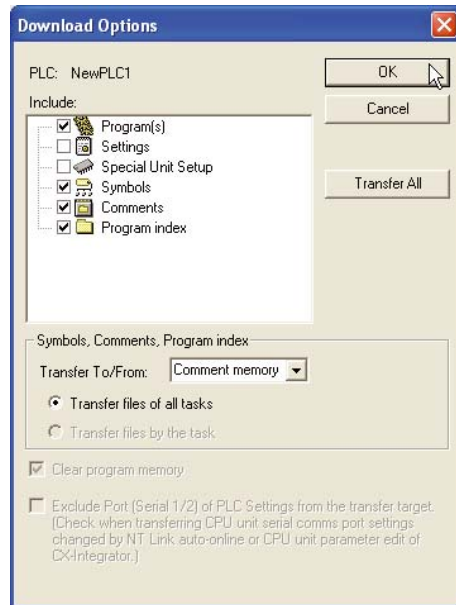 Download Options
PLC: NewPLC1
OK
Include:
Cancel
Program(s)
Settings
Special Unit Setup
Transfer All
Symbols
Comments
Program index
Symbols, Comments, Program index
Transfer To/From: Comment memory
Transfer files of all tasks
Transfer files by the task
Clear program memory
Exclude Port (Serial 1/2) of PLC Settings from the transfer target.
(Check when transferring CPU unit serial comms port settings
changed by NT Link auto-online or CPU unit parameter edit of
CX-Integrator.)